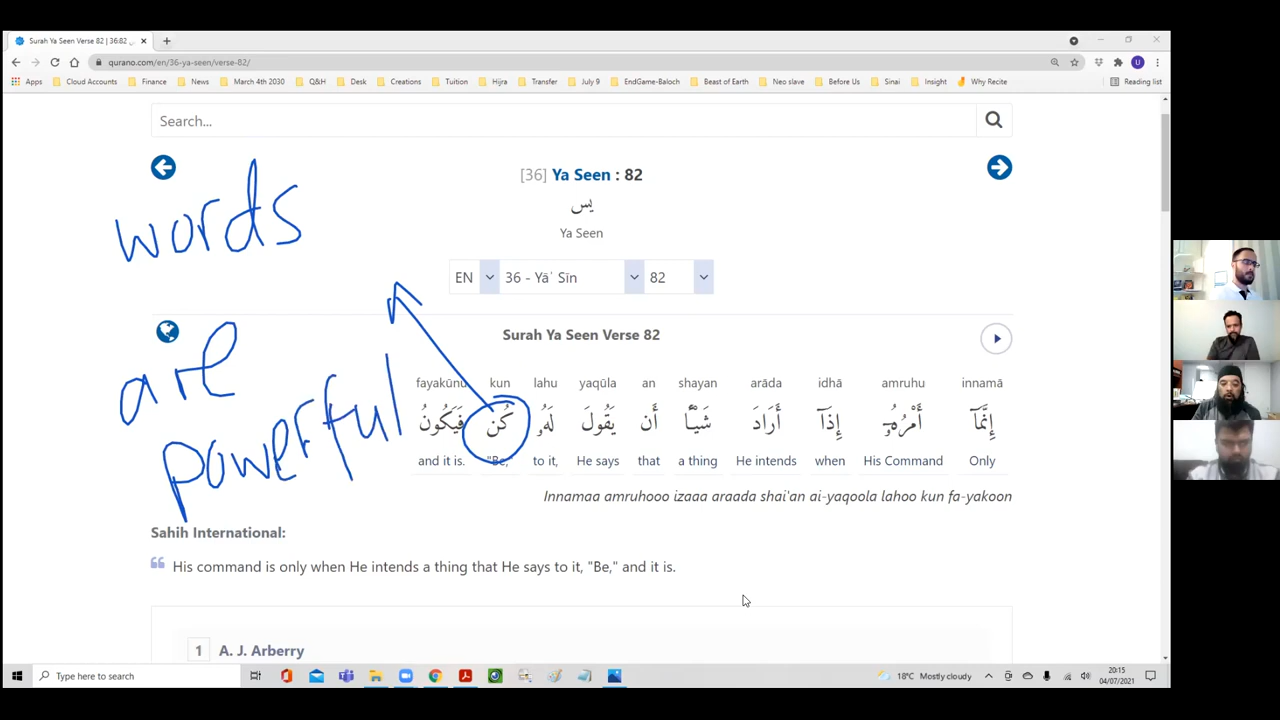 Surah Ya Seen Verse 82 | 36:82
qurano.com/en/36-ya-seen/verse-82/
Apps Cloud Accounts Finance News March 4th 2030 Q&H Desk Creations Tuition Hijra Transfer July 9 EndGame-Baloch Beast of Earth Neo slave Before Us Sinai Insight Why Recite Reading list
Search...
[36] Ya Seen : 82
يس
Ya Seen
words
EN 36 - Yāʾ Sīn 82
Surah Ya Seen Verse 82
are
powerful
fayakūnu kun lahu yaqūla an shayan arāda idhā amruhu innamā
إِنَّمَآ أَمْرُهُۥٓ إِذَآ أَرَادَ شَيْـًٔا أَن يَقُولَ لَهُۥ كُن فَيَكُونُ
and it is. "Be, to it, He says that a thing He intends when His Command Only
Innamaa amruhooo izaaa araada shai'an ai-yaqoola lahoo kun fa-yakoon
Sahih International:
His command is only when He intends a thing that He says to it, "Be," and it is.
1 A. J. Arberry
Type here to search
18°C Mostly cloudy
20:15
04/07/2021